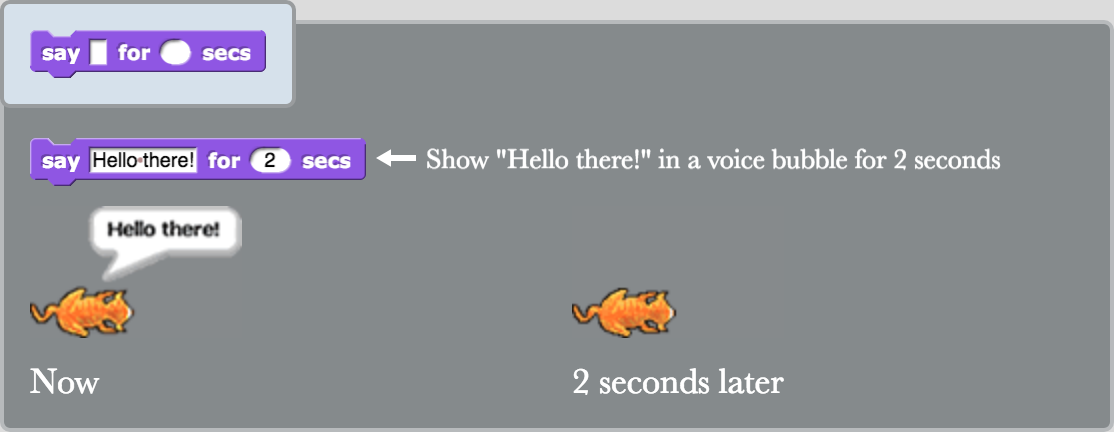 say for secs
say Hello there! for 2 secs Show "Hello there!" in a voice bubble for 2 seconds
Hello there!
Now 2 seconds later